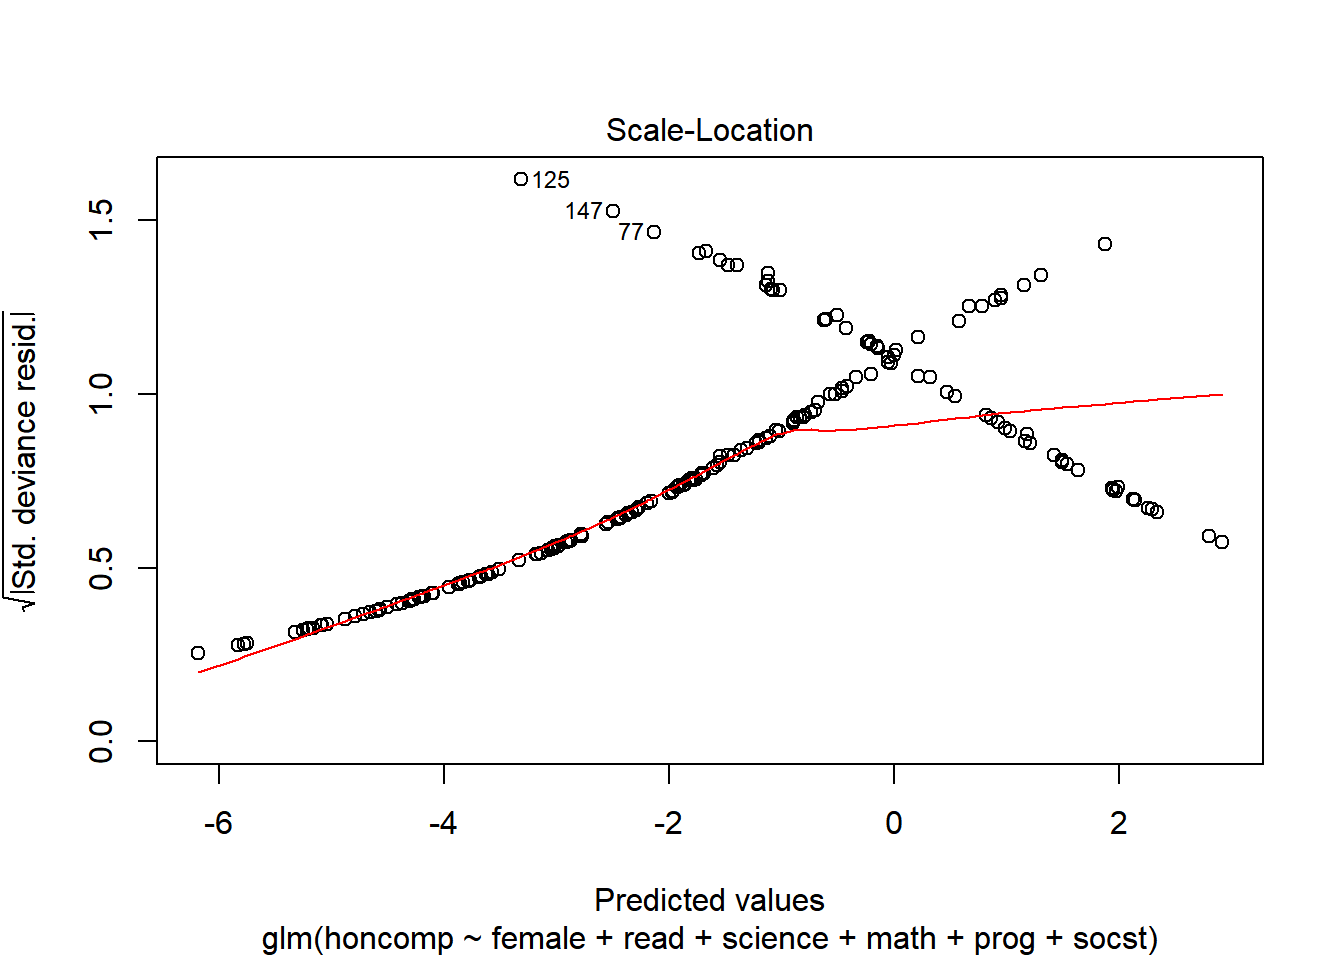 Scale-Location
125
147
77
√|Std. deviance resid.|
1.5
1.0
0.5
0.0
-6 -4 -2 0 2
Predicted values
glm(honcomp ~ female + read + science + math + prog + socst)